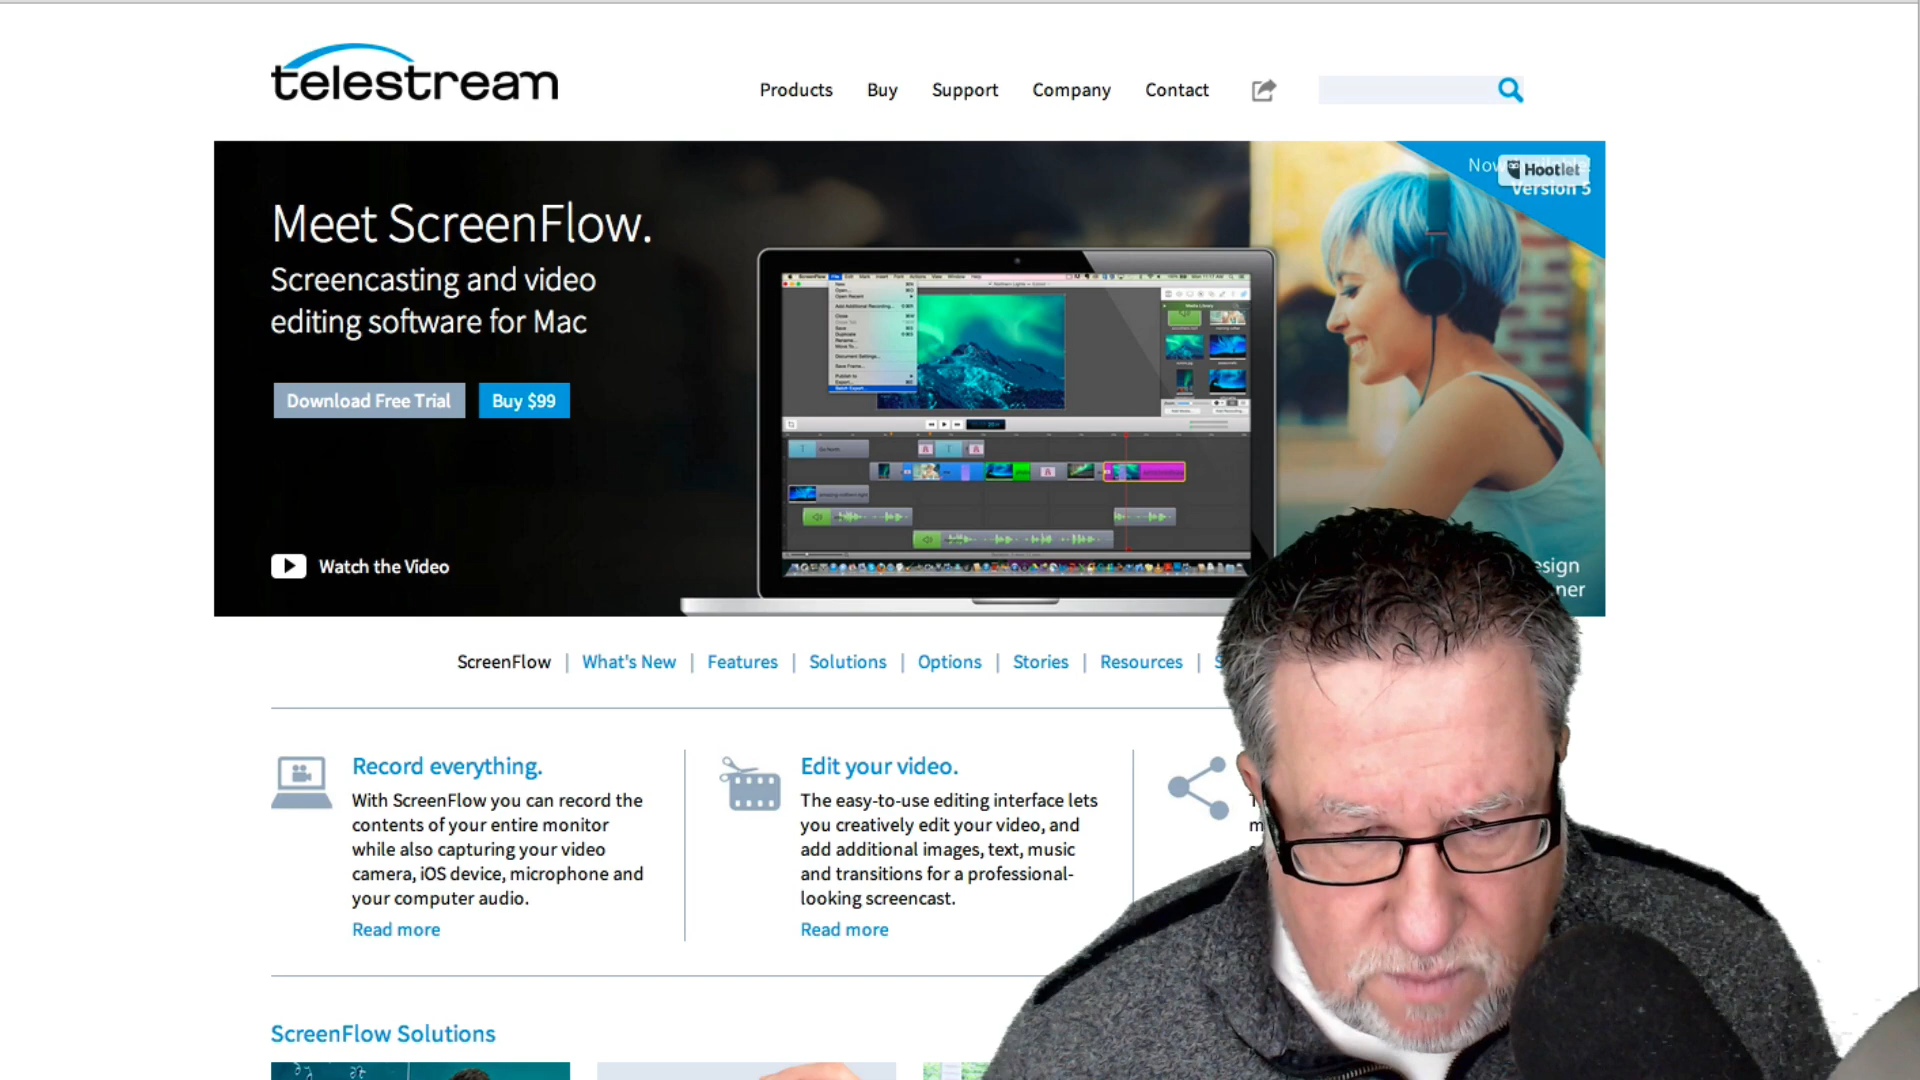 telestream
Products Buy Support Company Contact
Now
Hootlet
Version 5
Meet ScreenFlow.
Screencasting and video
editing software for Mac
Download Free Trial Buy $99
Watch the Video
esign
ner
ScreenFlow | What's New | Features | Solutions | Options | Stories | Resources | S
Record everything.
With ScreenFlow you can record the
contents of your entire monitor
while also capturing your video
camera, iOS device, microphone and
your computer audio.
Read more
Edit your video.
The easy-to-use editing interface lets
you creatively edit your video, and
add additional images, text, music
and transitions for a professional-
looking screencast.
Read more
ScreenFlow Solutions